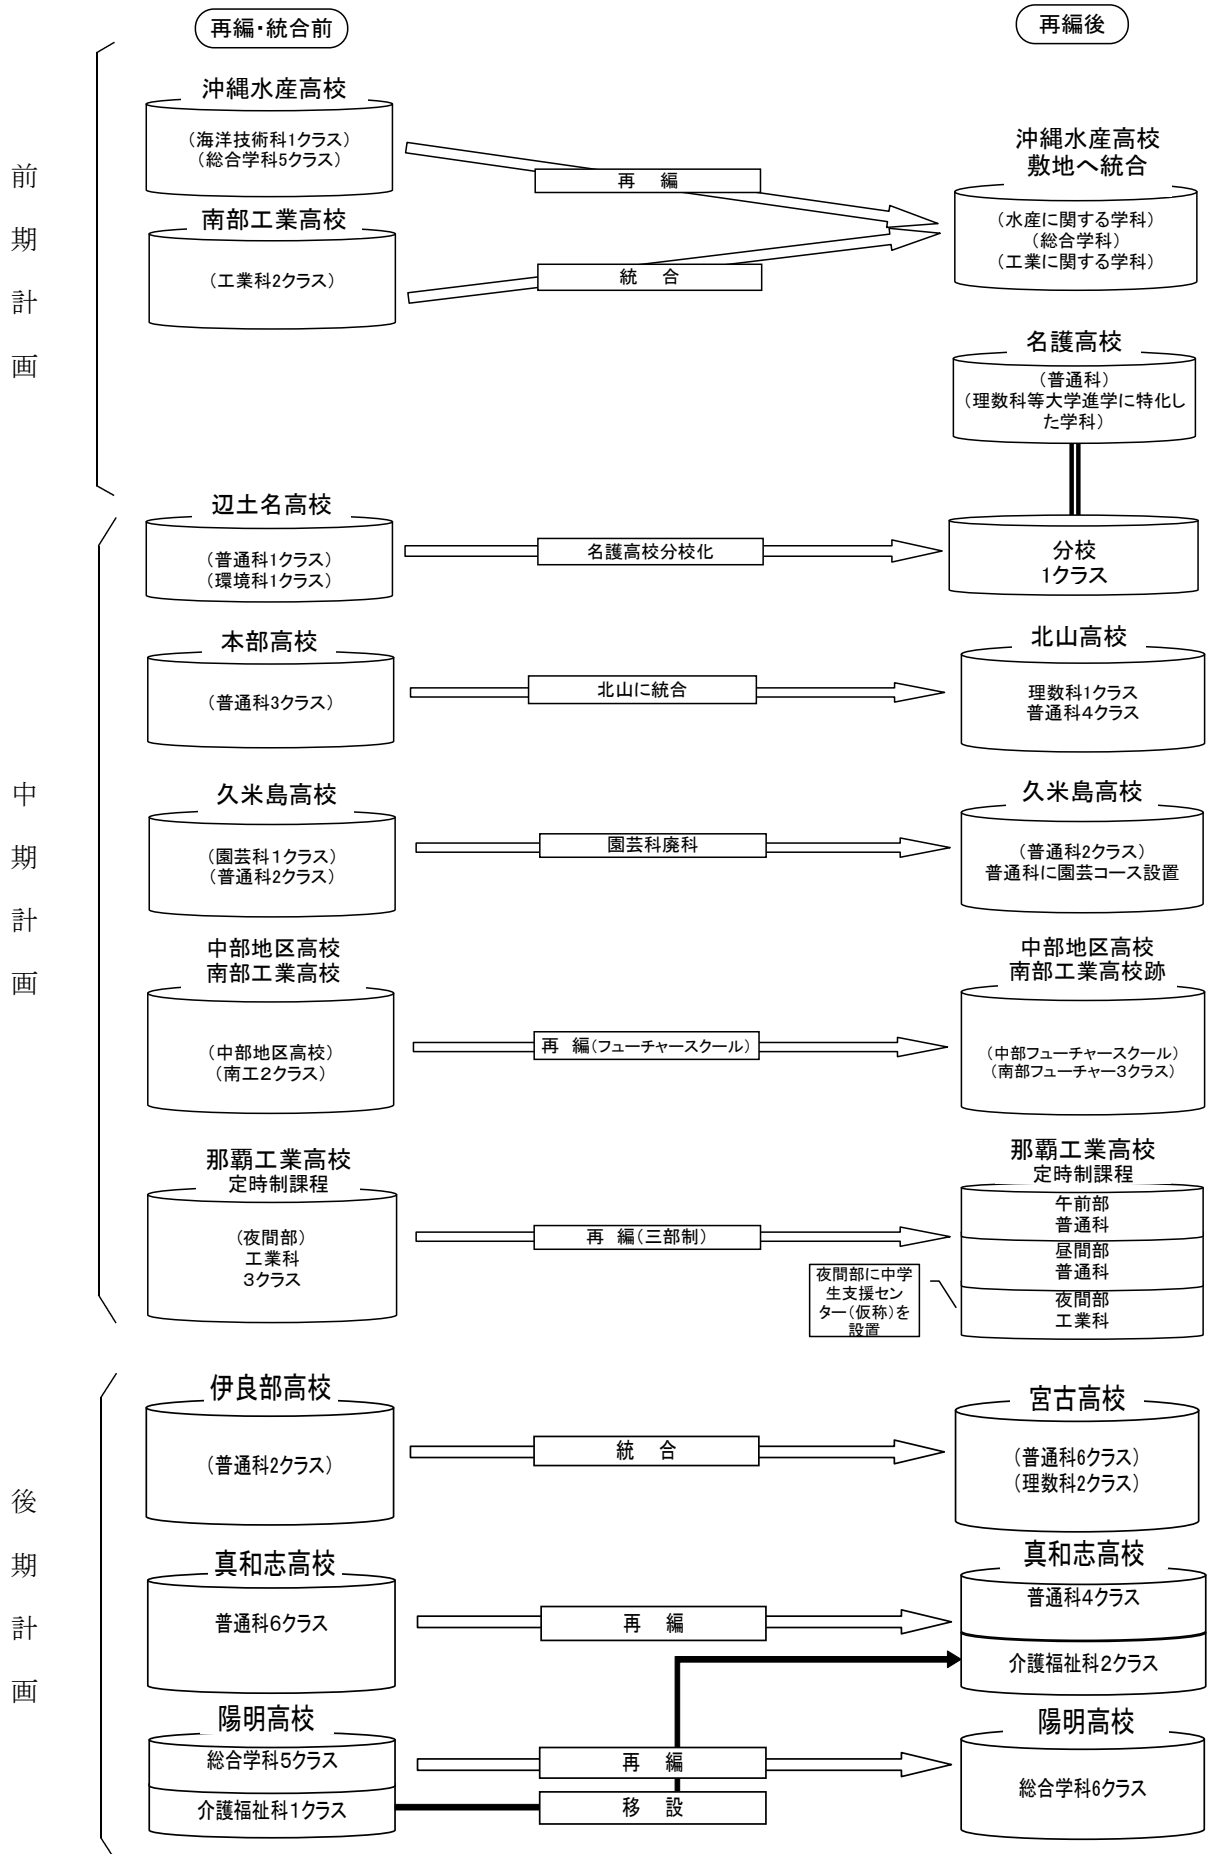 再編・統合前
再編後
前期計画
沖縄水産高校
(海洋技術科1クラス)
(総合学科5クラス)
南部工業高校
(工業科2クラス)
再 編
統 合
沖縄水産高校
敷地へ統合
(水産に関する学科)
(総合学科)
(工業に関する学科)
名護高校
(普通科)
(理数科等大学進学に特化し
た学科)
中期計画
辺土名高校
(普通科1クラス)
(環境科1クラス)
名護高校分校化
分校
1クラス
本部高校
(普通科3クラス)
北山に統合
北山高校
理数科1クラス
普通科4クラス
久米島高校
(園芸科1クラス)
(普通科2クラス)
園芸科廃科
久米島高校
(普通科2クラス)
普通科に園芸コース設置
中部地区高校
南部工業高校
(中部地区高校)
(南工2クラス)
再 編(フューチャースクール)
中部地区高校
南部工業高校跡
(中部フューチャースクール)
(南部フューチャー3クラス)
那覇工業高校
定時制課程
(夜間部)
工業科
3クラス
再 編(三部制)
那覇工業高校
定時制課程
午前部
普通科
昼間部
普通科
夜間部
工業科
夜間部に中学
生支援セン
ター(仮称)を
設置
後期計画
伊良部高校
(普通科2クラス)
統 合
宮古高校
(普通科6クラス)
(理数科2クラス)
真和志高校
普通科6クラス
再 編
真和志高校
普通科4クラス
介護福祉科2クラス
陽明高校
総合学科5クラス
介護福祉科1クラス
再 編
移 設
陽明高校
総合学科6クラス